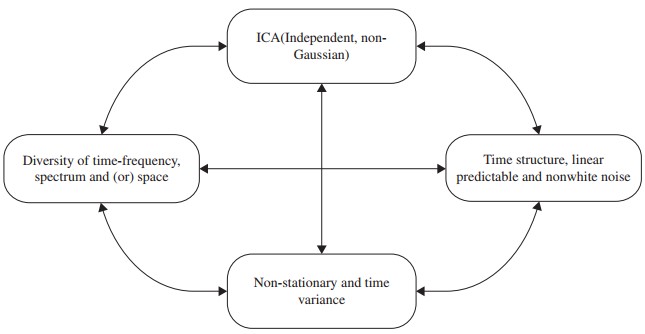 ICA(Independent, non-
Gaussian)
Diversity of time-frequency,
spectrum and (or) space
Time structure, linear
predictable and nonwhite noise
Non-stationary and time
variance